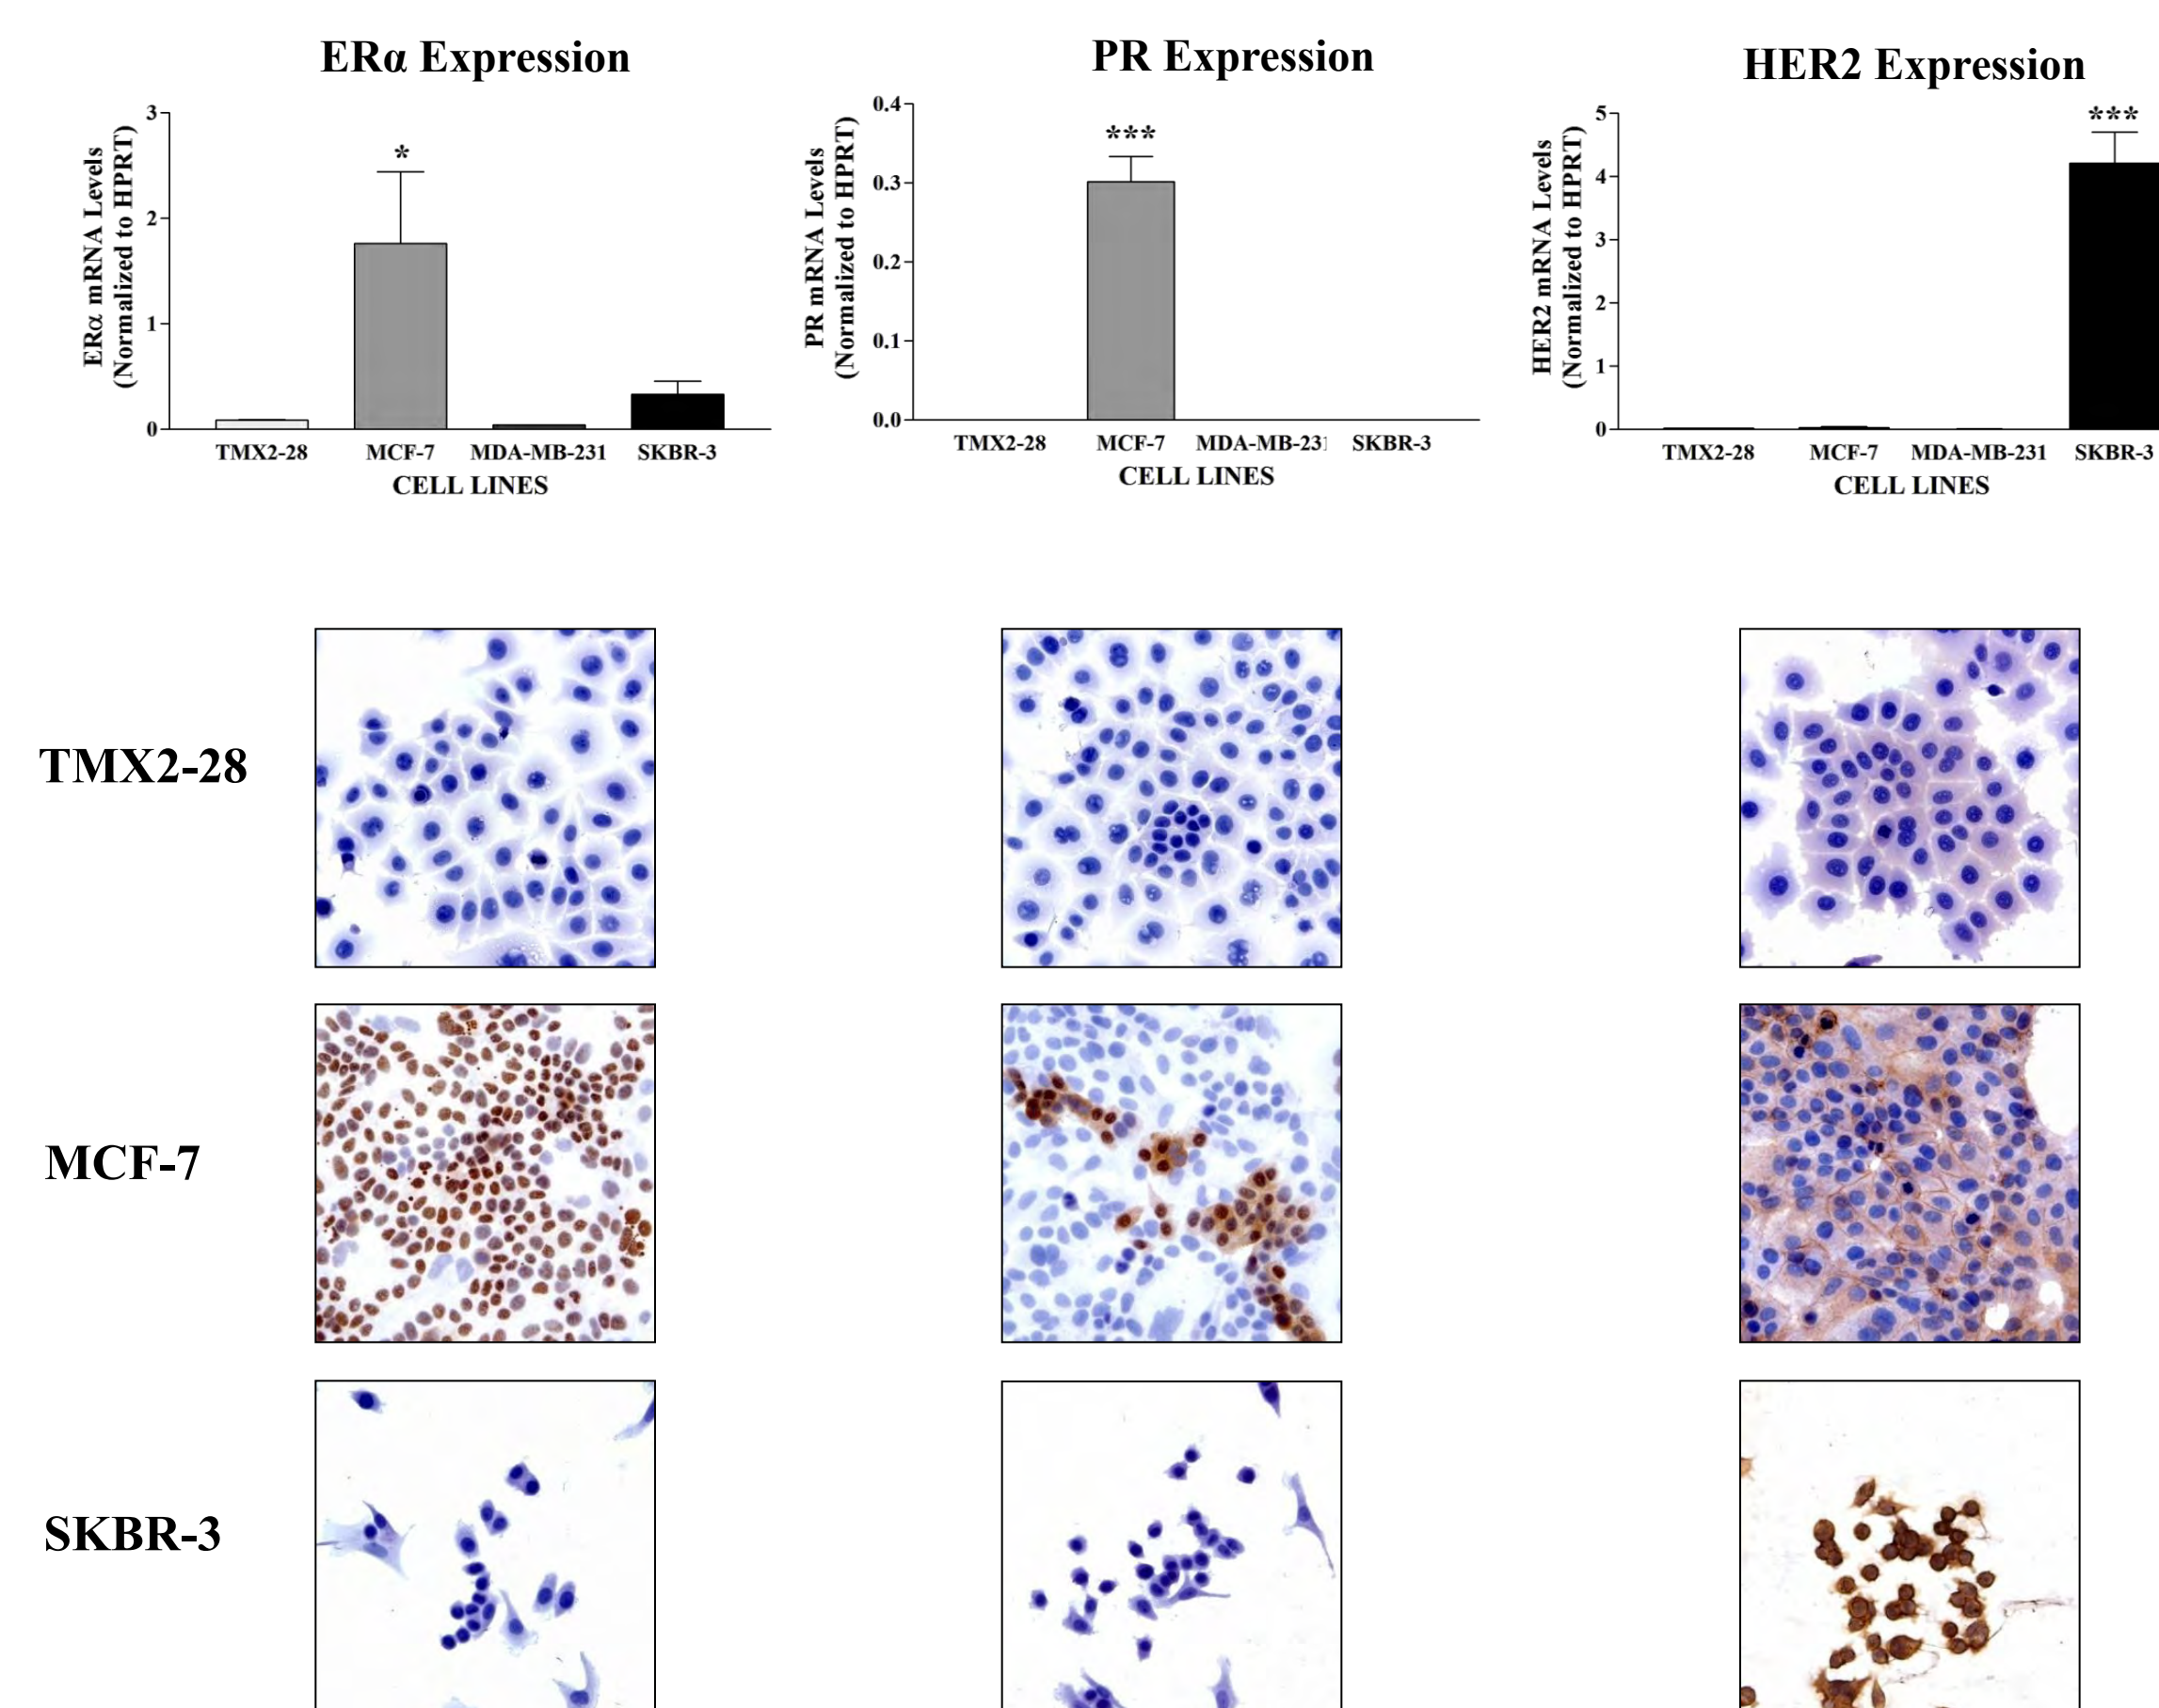 ERα Expression
3
2
1
0
ERα mRNA Levels
(Normalized to HPRT)
*
TMX2-28 MCF-7 MDA-MB-231 SKBR-3
CELL LINES
PR Expression
0.4
0.3
0.2
0.1
0.0
PR mRNA Levels
(Normalized to HPRT)
***
TMX2-28 MCF-7 MDA-MB-231 SKBR-3
CELL LINES
HER2 Expression
5
4
3
2
1
0
HER2 mRNA Levels
(Normalized to HPRT)
***
TMX2-28 MCF-7 MDA-MB-231 SKBR-3
CELL LINES
TMX2-28
MCF-7
SKBR-3